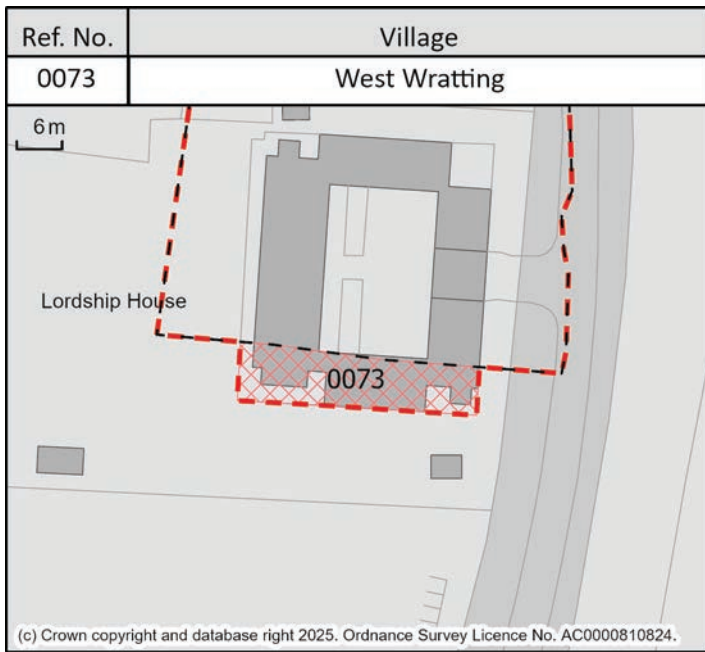 Ref. No. Village
0073 West Wratting
6 m
Lordship House
0073
(c) Crown copyright and database right 2025. Ordnance Survey Licence No. AC0000810824.